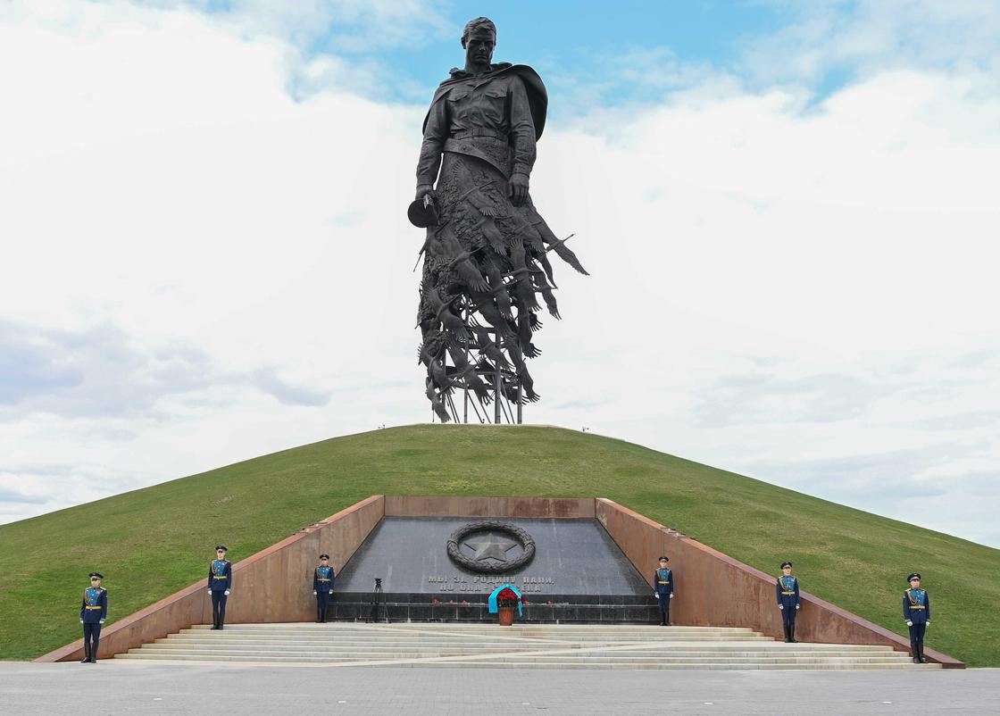 МЫ ЗА РОДИНУ ПАЛИ,
НО ОНА